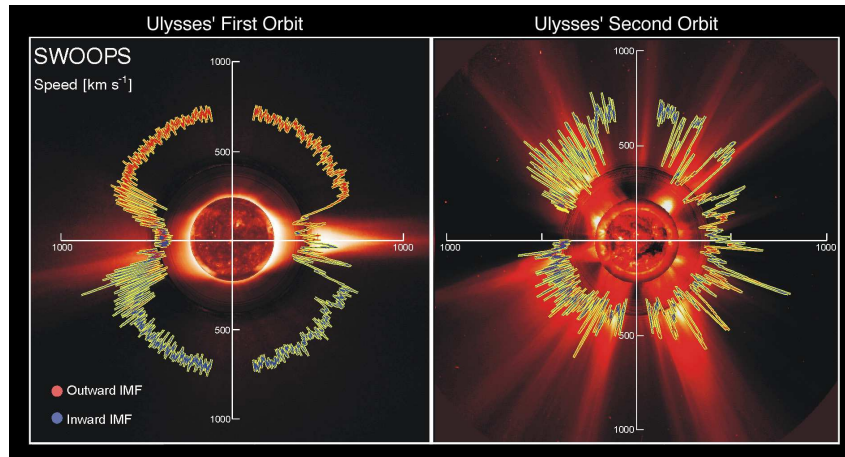 Ulysses' First Orbit
Ulysses' Second Orbit
SWOOPS
Speed [km s-1]
1000
500
1000
1000
500
1000
Outward IMF
Inward IMF
1000
500
1000
1000
500
1000